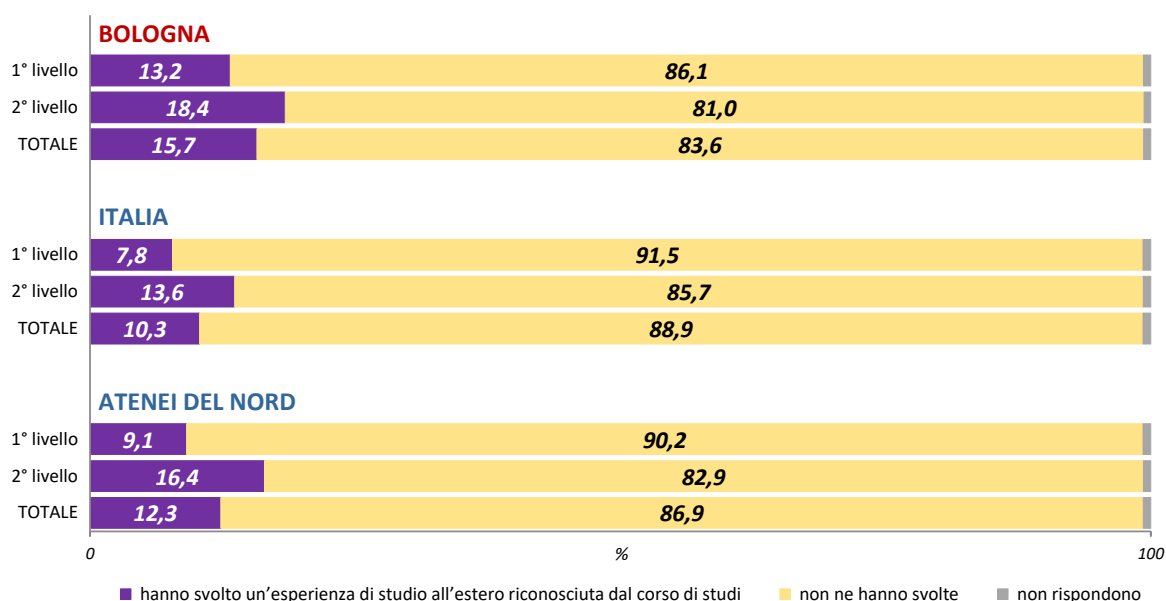 BOLOGNA
1° livello 13,2 86,1
2° livello 18,4 81,0
TOTALE 15,7 83,6
ITALIA
1° livello 7,8 91,5
2° livello 13,6 85,7
TOTALE 10,3 88,9
ATENEI DEL NORD
1° livello 9,1 90,2
2° livello 16,4 82,9
TOTALE 12,3 86,9
0 % 100
hanno svolto un’esperienza di studio all’estero riconosciuta dal corso di studi non ne hanno svolte non rispondono